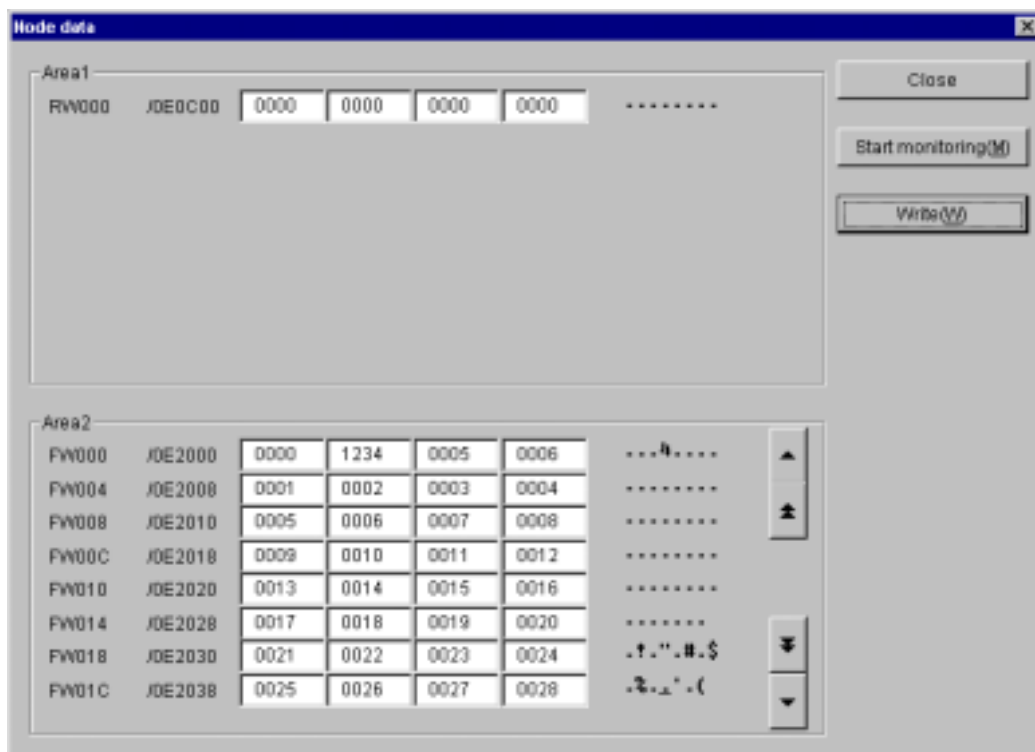 Node data
Area1
RW000 /0E0C00 0000 0000 0000 0000 ........
Close
Start monitoring(M)
Write(W)
Area2
FW000 /0E2000 0000 1234 0005 0006 ...4....
FW004 /0E2008 0001 0002 0003 0004 ........
FW008 /0E2010 0005 0006 0007 0008 ........
FW00C /0E2018 0009 0010 0011 0012 ........
FW010 /0E2020 0013 0014 0015 0016 ........
FW014 /0E2028 0017 0018 0019 0020 .......
FW018 /0E2030 0021 0022 0023 0024 .!.".#.$
FW01C /0E2038 0025 0026 0027 0028